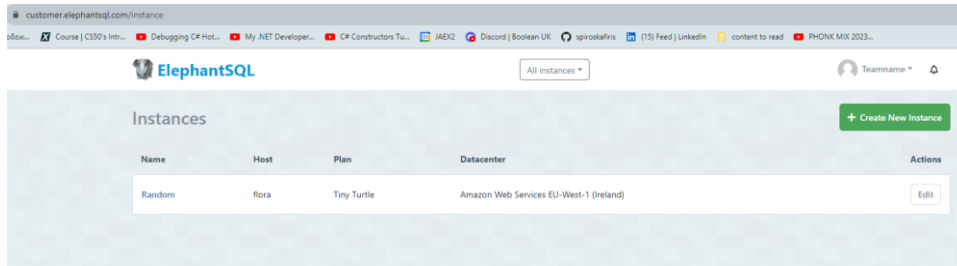 customer.elephantsql.com/instance
Course | CS50's Intr... Debugging C# Hot... My .NET Developer... C# Constructors Tu... JAEX2 Discord | Boolean UK spiroskafiris (15) Feed | LinkedIn content to read PHONK MIX 2023...
ElephantSQL All instances Teamname
Instances + Create New Instance
Name Host Plan Datacenter Actions
Random flora Tiny Turtle Amazon Web Services EU-West-1 (Ireland) Edit